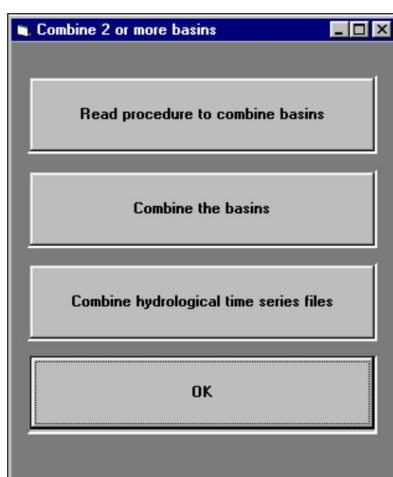 Combine 2 or more basins
Read procedure to combine basins
Combine the basins
Combine hydrological time series files
OK